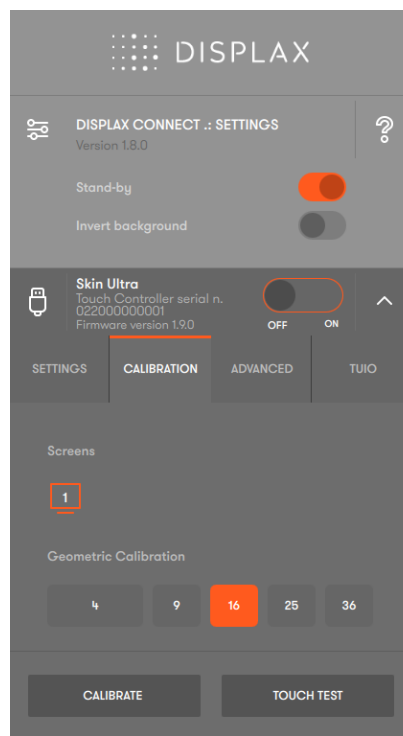 DISPLAX
DISPLAX CONNECT .: SETTINGS
Version 1.8.0
Stand-by
Invert background
Skin Ultra
Touch Controller serial n.
022000000001
Firmware version 1.9.0
OFF ON
SETTINGS CALIBRATION ADVANCED TUIO
Screens
1
Geometric Calibration
4 9 16 25 36
CALIBRATE TOUCH TEST